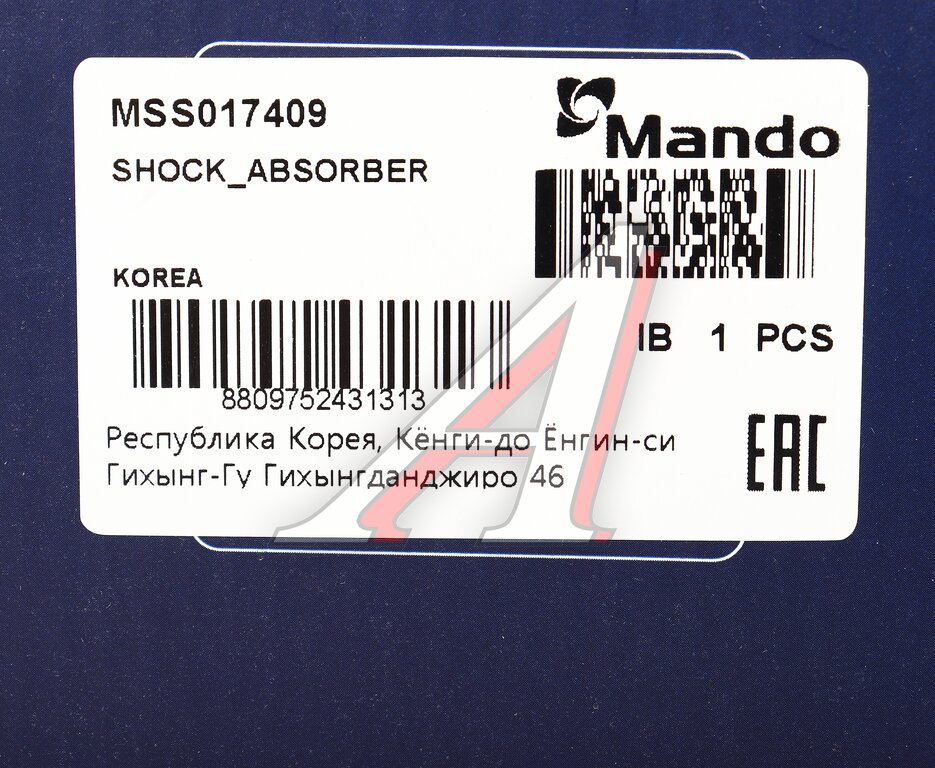 MSS017409
Mando
SHOCK_ABSORBER
KOREA
IB 1 PCS
8809752431313
Республика Корея, Кёнги-до Ёнгин-си
Гихынг-Гу Гихынгданджиро 46
EAC